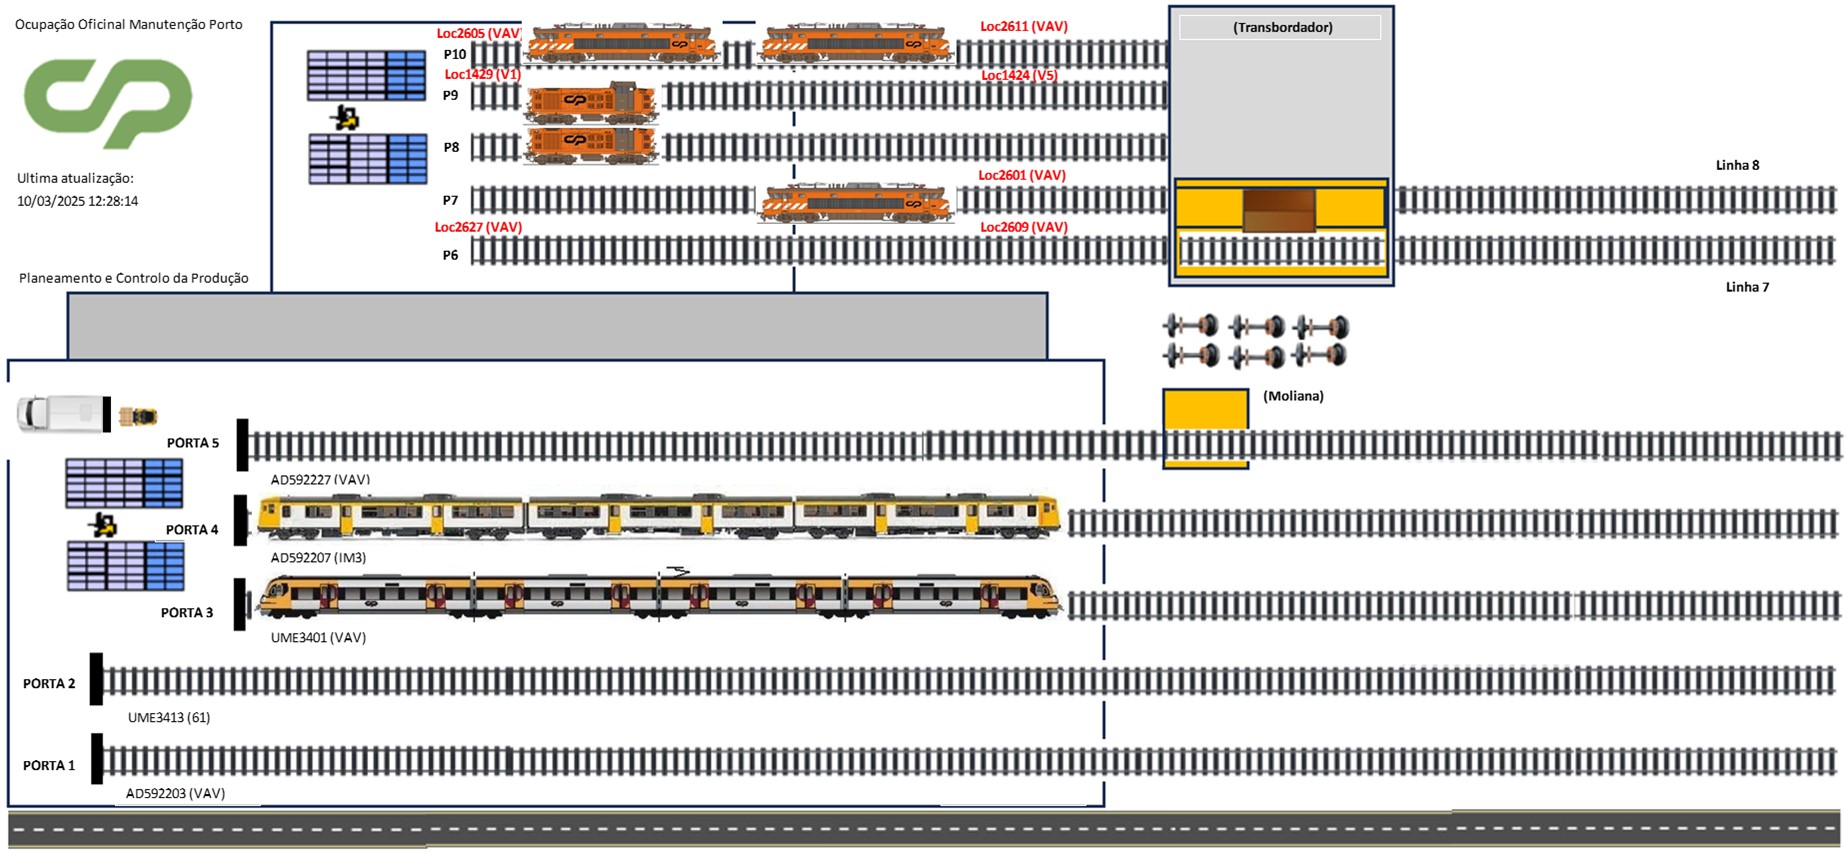 Ocupação Oficinal Manutenção Porto
CP
Ultima atualização:
10/03/2025 12:28:14
Planeamento e Controlo da Produção
Loc2605 (VAV)
Loc2611 (VAV)
P10
Loc1429 (V1)
Loc1424 (V5)
P9
P8
Loc2601 (VAV)
P7
Loc2627 (VAV)
Loc2609 (VAV)
P6
(Transbordador)
Linha 8
Linha 7
(Moliana)
PORTA 5
AD592227 (VAV)
PORTA 4
AD592207 (IM3)
PORTA 3
UME3401 (VAV)
PORTA 2
UME3413 (61)
PORTA 1
AD592203 (VAV)